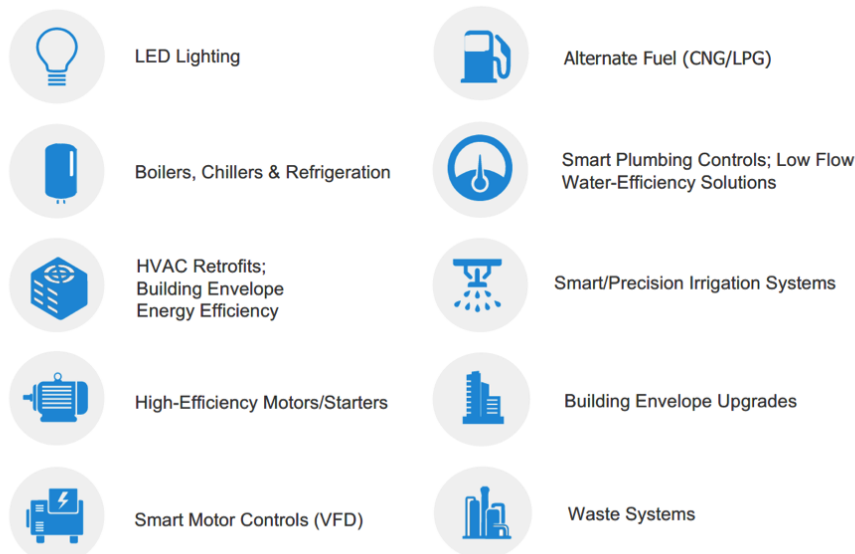 LED Lighting
Boilers, Chillers & Refrigeration
HVAC Retrofits;
Building Envelope
Energy Efficiency
High-Efficiency Motors/Starters
Smart Motor Controls (VFD)
Alternate Fuel (CNG/LPG)
Smart Plumbing Controls; Low Flow
Water-Efficiency Solutions
Smart/Precision Irrigation Systems
Building Envelope Upgrades
Waste Systems